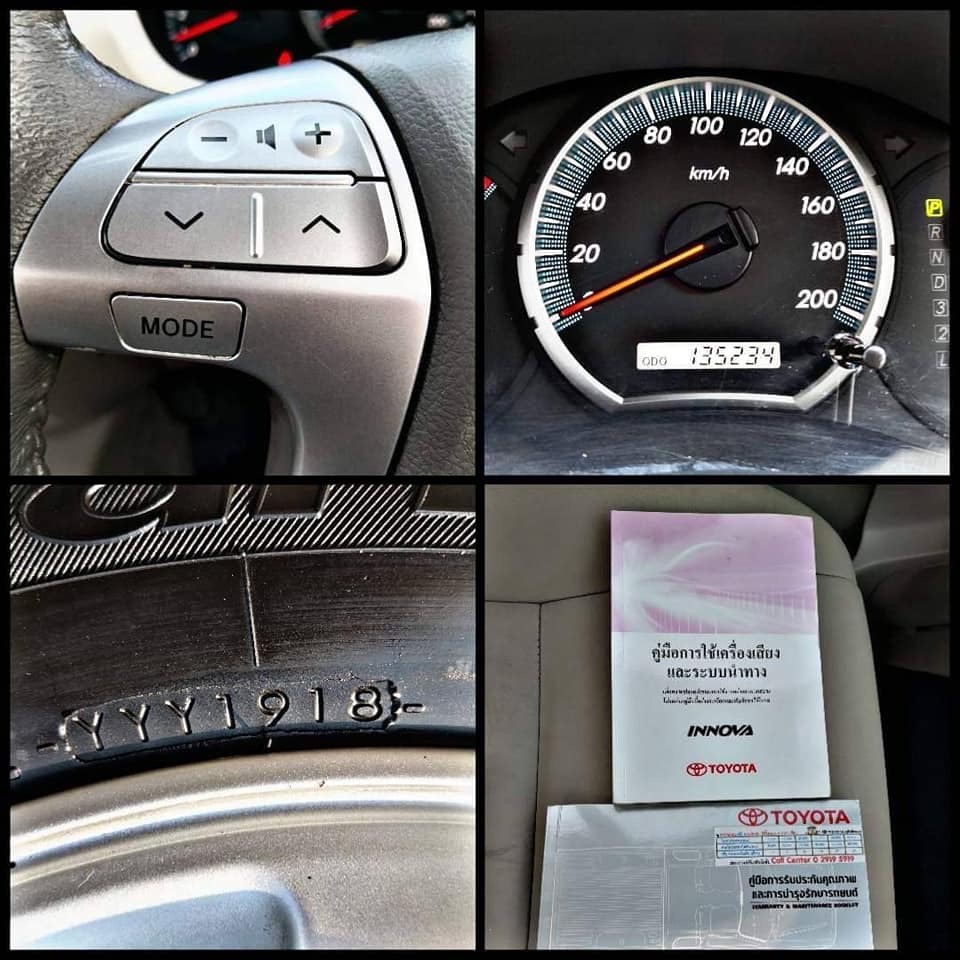 MODE
20
40
60
80
100
120
140
160
180
200
km/h
ODO 135234
P
R
N
D
3
2
L
YYY1918
คู่มือการใช้เครื่องเสียง
และระบบนำทาง
INNOVA
TOYOTA
TOYOTA
Call Center 0 2919 5919
คู่มือการรับประกันคุณภาพ
และการบำรุงรักษารถยนต์
WARRANTY & MAINTENANCE BOOKLET